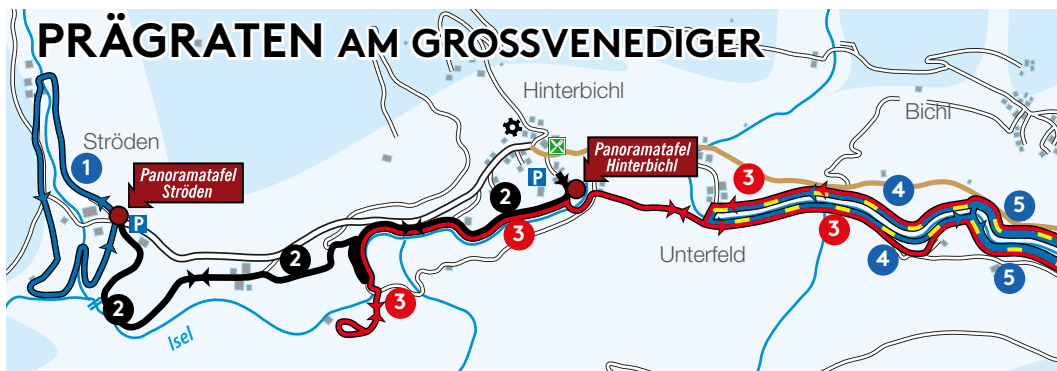 PRÄGRATEN AM GROSSVENEDIGER
Hinterbichl
Bichl
Ströden
1
Panoramatafel
Ströden
P
Panoramatafel
Hinterbichl
P
2
3
4
5
3
3
Unterfeld
4
5
2
2
3
Isel